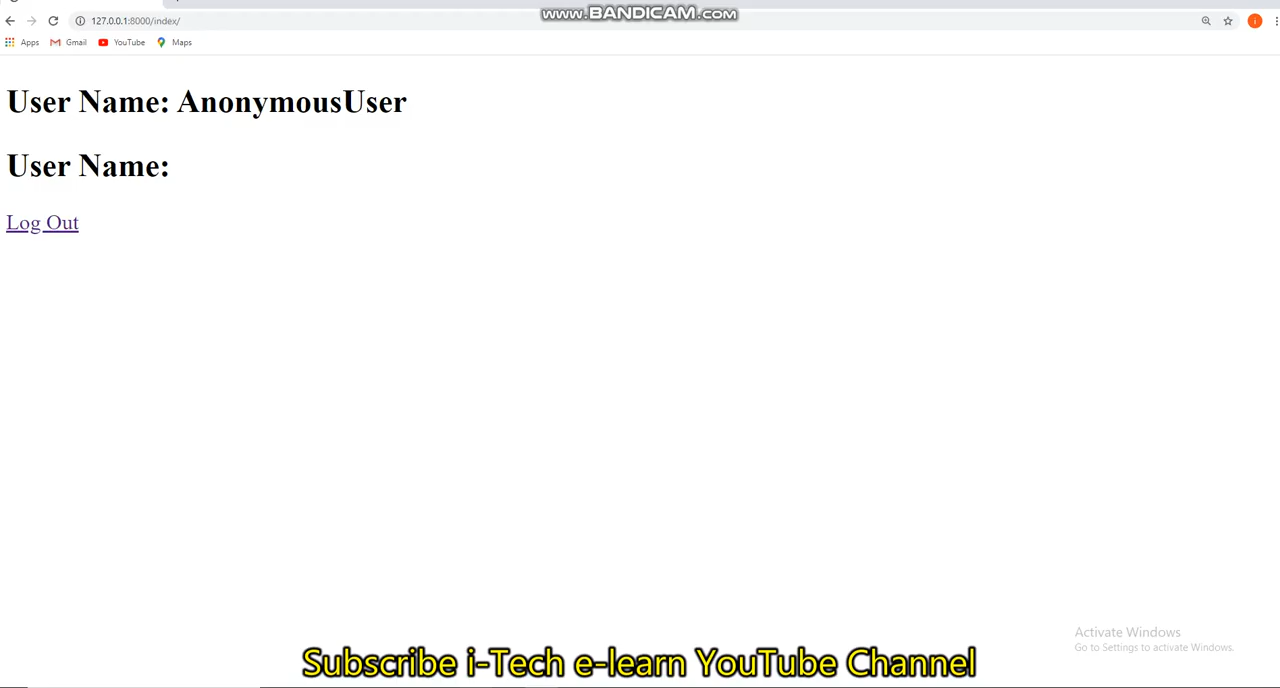 www.BANDICAM.com
127.0.0.1:8000/index/
Apps Gmail YouTube Maps
User Name: AnonymousUser
User Name:
Log Out
Activate Windows
Go to Settings to activate Windows.
Subscribe i-Tech e-learn YouTube Channel